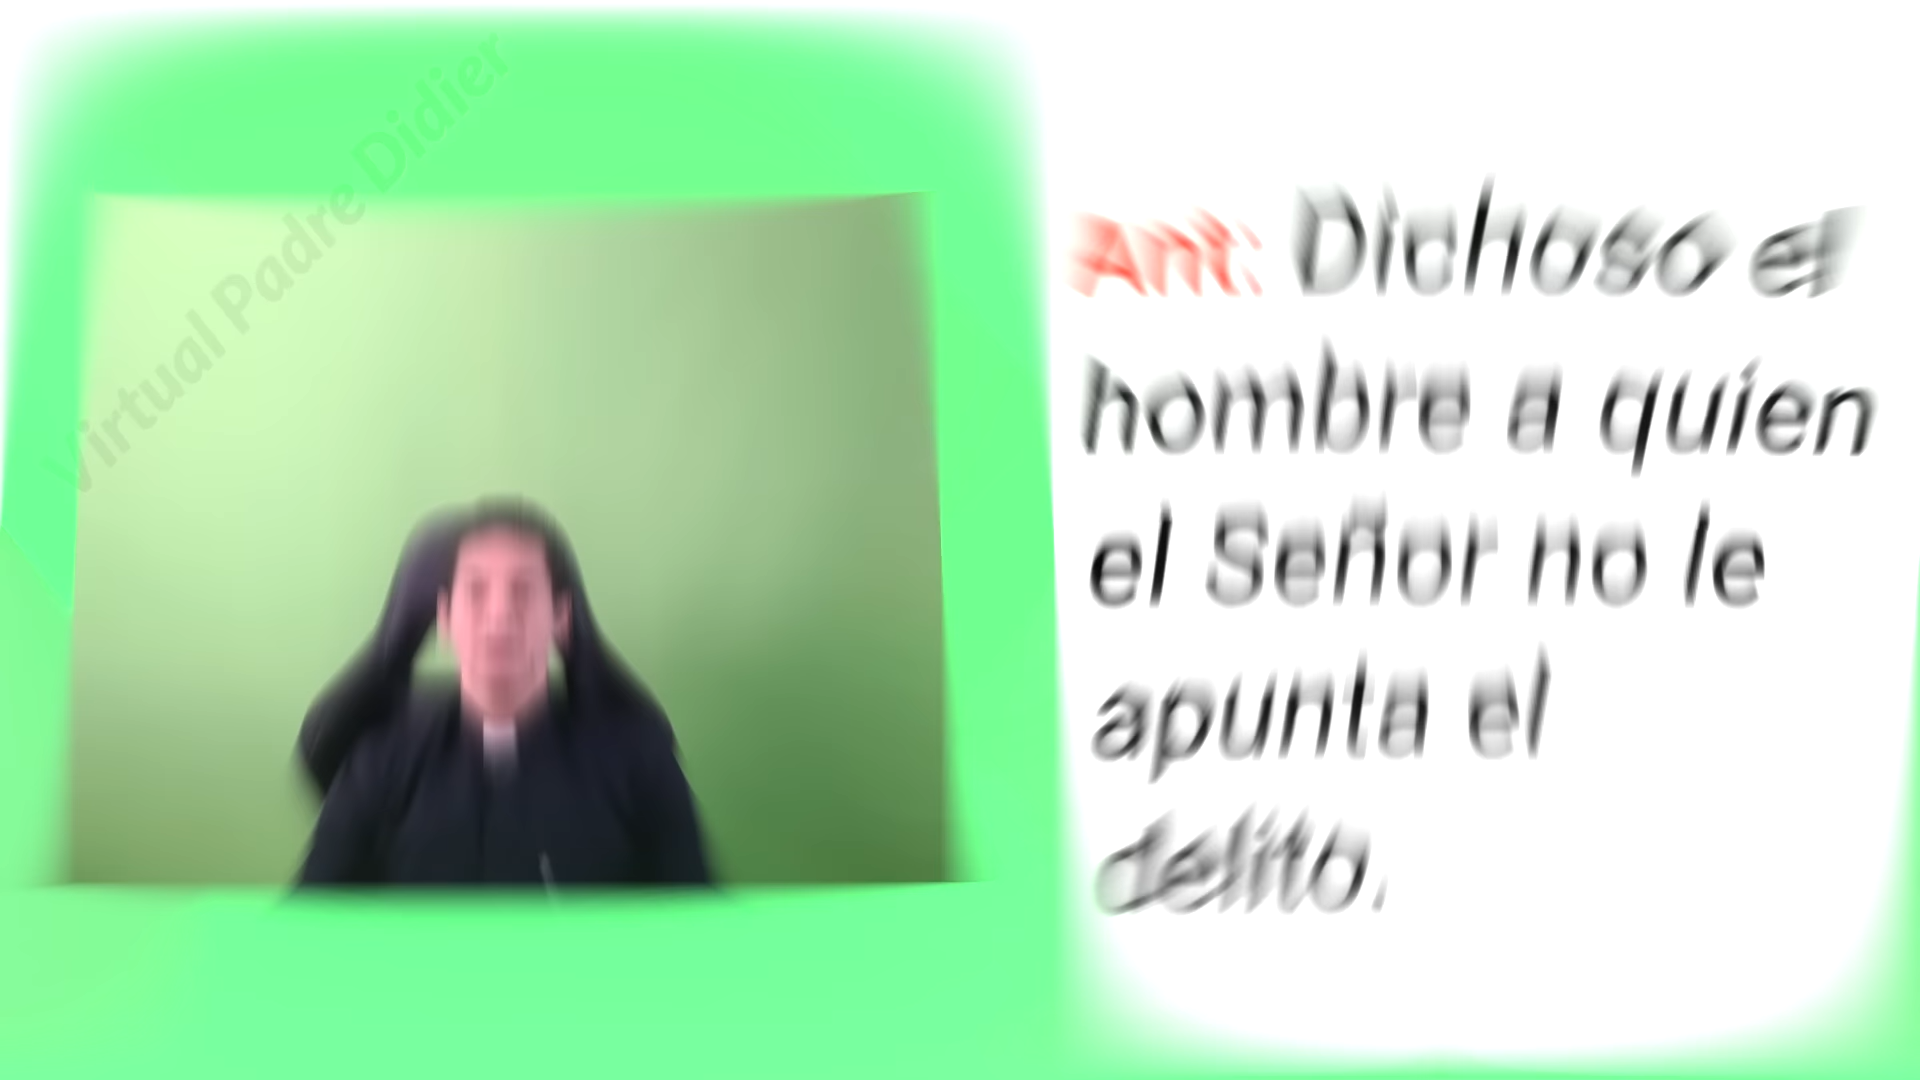 Virtual Padre Didier
Ant: Dichoso el
hombre a quien
el Señor no le
apunta el
delito.